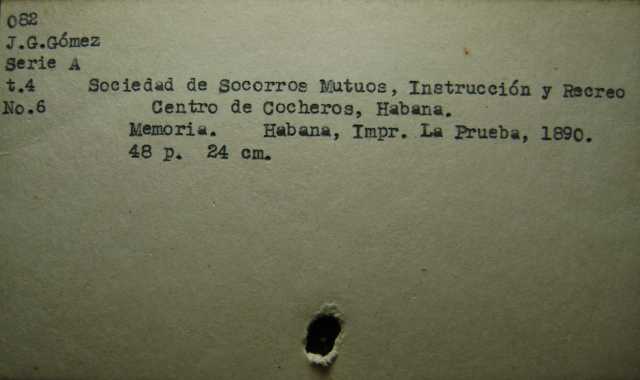 082
J.G.Gómez
Serie A
t.4 Sociedad de Socorros Mutuos, Instrucción y Recreo
No.6 Centro de Cocheros, Habana.
Memoria. Habana, Impr. La Prueba, 1890.
48 p. 24 cm.